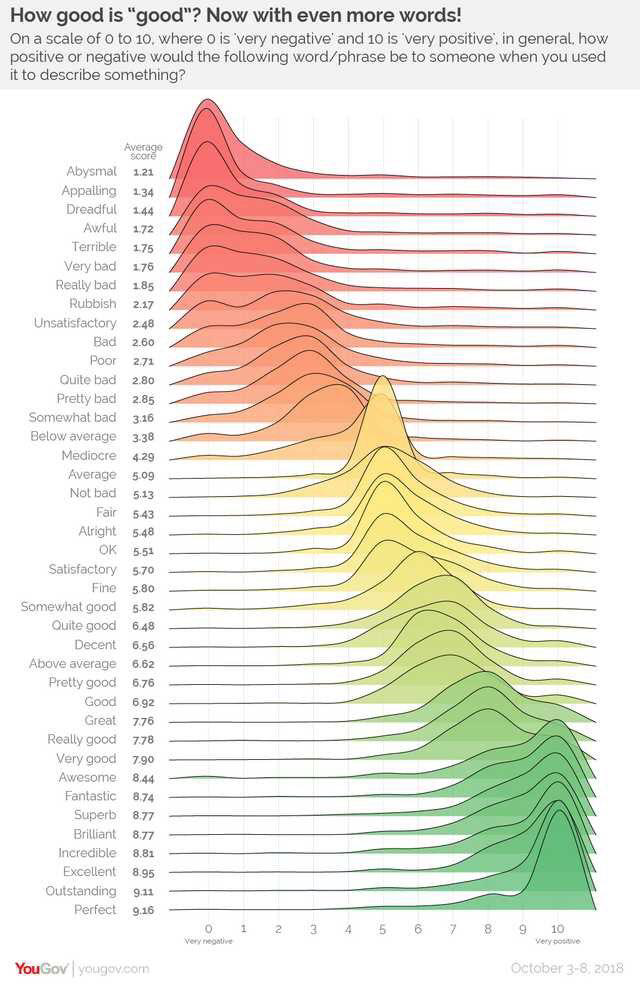 How good is “good”? Now with even more words!
On a scale of 0 to 10, where 0 is 'very negative' and 10 is 'very positive', in general, how
positive or negative would the following word/phrase be to someone when you used
it to describe something?
Average
score
Abysmal 1.21
Appalling 1.34
Dreadful 1.44
Awful 1.72
Terrible 1.75
Very bad 1.76
Really bad 1.85
Rubbish 2.17
Unsatisfactory 2.48
Bad 2.60
Poor 2.71
Quite bad 2.80
Pretty bad 2.85
Somewhat bad 3.16
Below average 3.38
Mediocre 4.29
Average 5.09
Not bad 5.13
Fair 5.43
Alright 5.48
OK 5.51
Satisfactory 5.70
Fine 5.80
Somewhat good 5.82
Quite good 6.48
Decent 6.56
Above average 6.62
Pretty good 6.76
Good 6.92
Great 7.76
Really good 7.78
Very good 7.90
Awesome 8.44
Fantastic 8.74
Superb 8.77
Brilliant 8.77
Incredible 8.81
Excellent 8.95
Outstanding 9.11
Perfect 9.16
0 1 2 3 4 5 6 7 8 9 10
Very negative Very positive
YouGov | yougov.com October 3-8, 2018